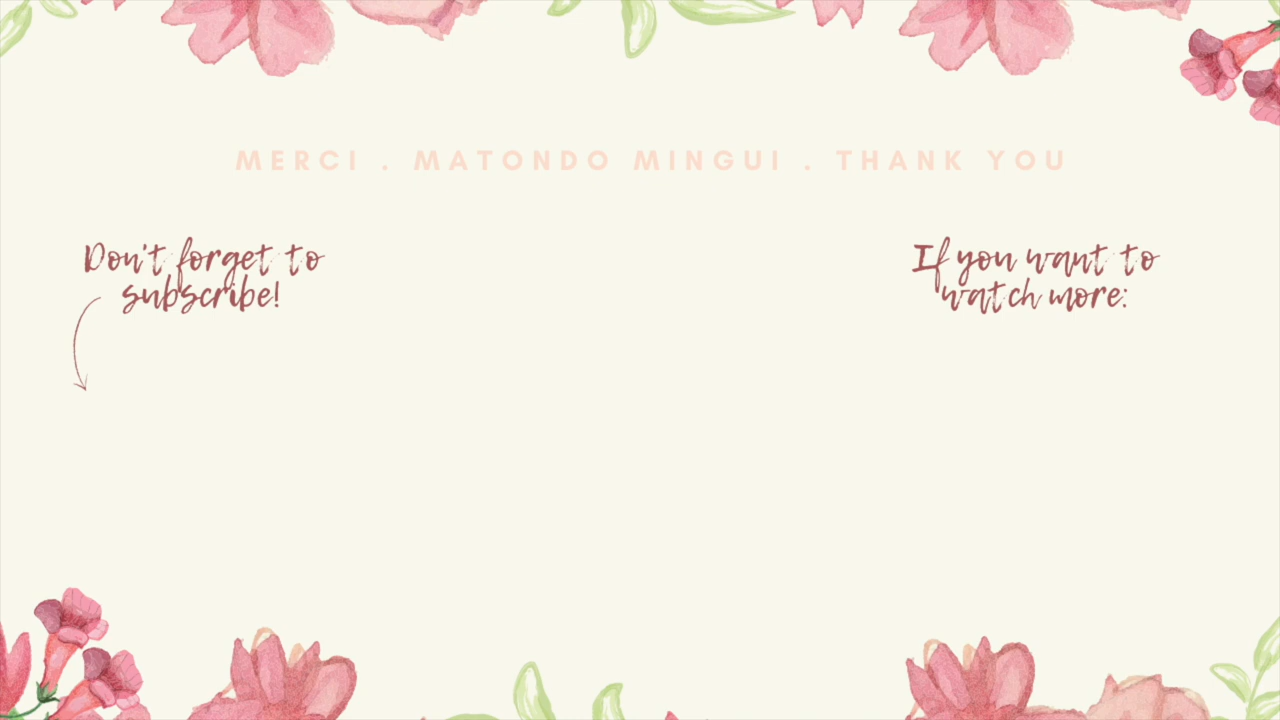 MERCI . MATONDO MINGUI . THANK YOU
Don't forget to
subscribe!
If you want to
watch more: